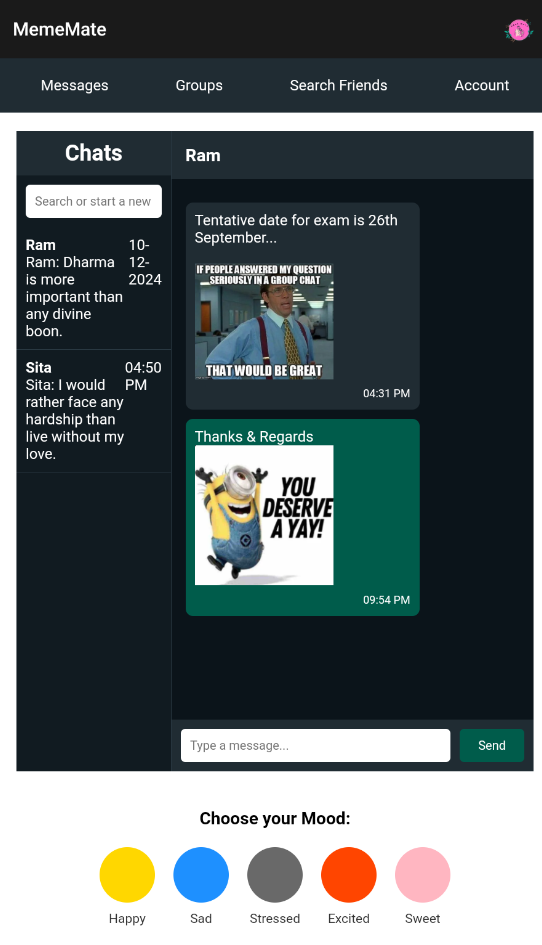 MemeMate
Messages
Groups
Search Friends
Account
Chats
Search or start a new
Ram
10-
12-
2024
Ram: Dharma
is more
important than
any divine
boon.
Sita
04:50
PM
Sita: I would
rather face any
hardship than
live without my
love.
Ram
Tentative date for exam is 26th
September...
IF PEOPLE ANSWERED MY QUESTION
SERIOUSLY IN A GROUP CHAT
THAT WOULD BE GREAT
04:31 PM
Thanks & Regards
YOU
DESERVE
A YAY!
09:54 PM
Type a message...
Send
Choose your Mood:
Happy
Sad
Stressed
Excited
Sweet